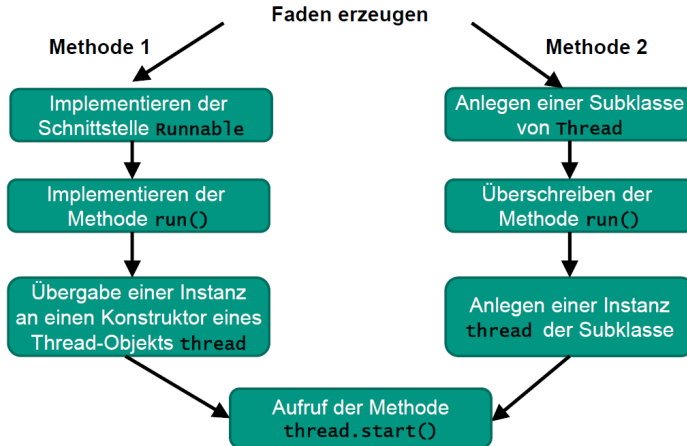 Faden erzeugen
Methode 1
Implementieren der
Schnittstelle Runnable
Implementieren der
Methode run()
Übergabe einer Instanz
an einen Konstruktor eines
Thread-Objekts thread
Methode 2
Anlegen einer Subklasse
von Thread
Überschreiben der
Methode run()
Anlegen einer Instanz
thread der Subklasse
Aufruf der Methode
thread.start()